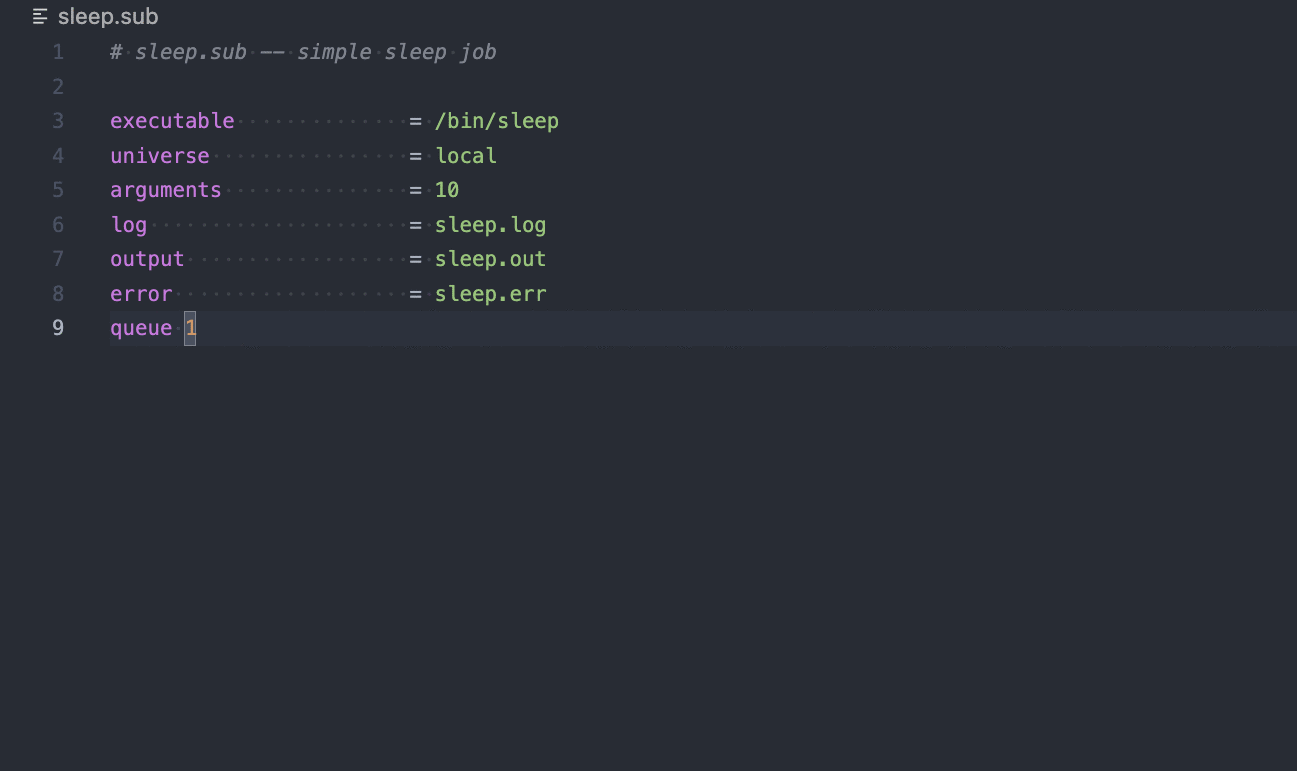 sleep.sub
1 # sleep.sub -- simple sleep job
2
3 executable = /bin/sleep
4 universe = local
5 arguments = 10
6 log = sleep.log
7 output = sleep.out
8 error = sleep.err
9 queue 1